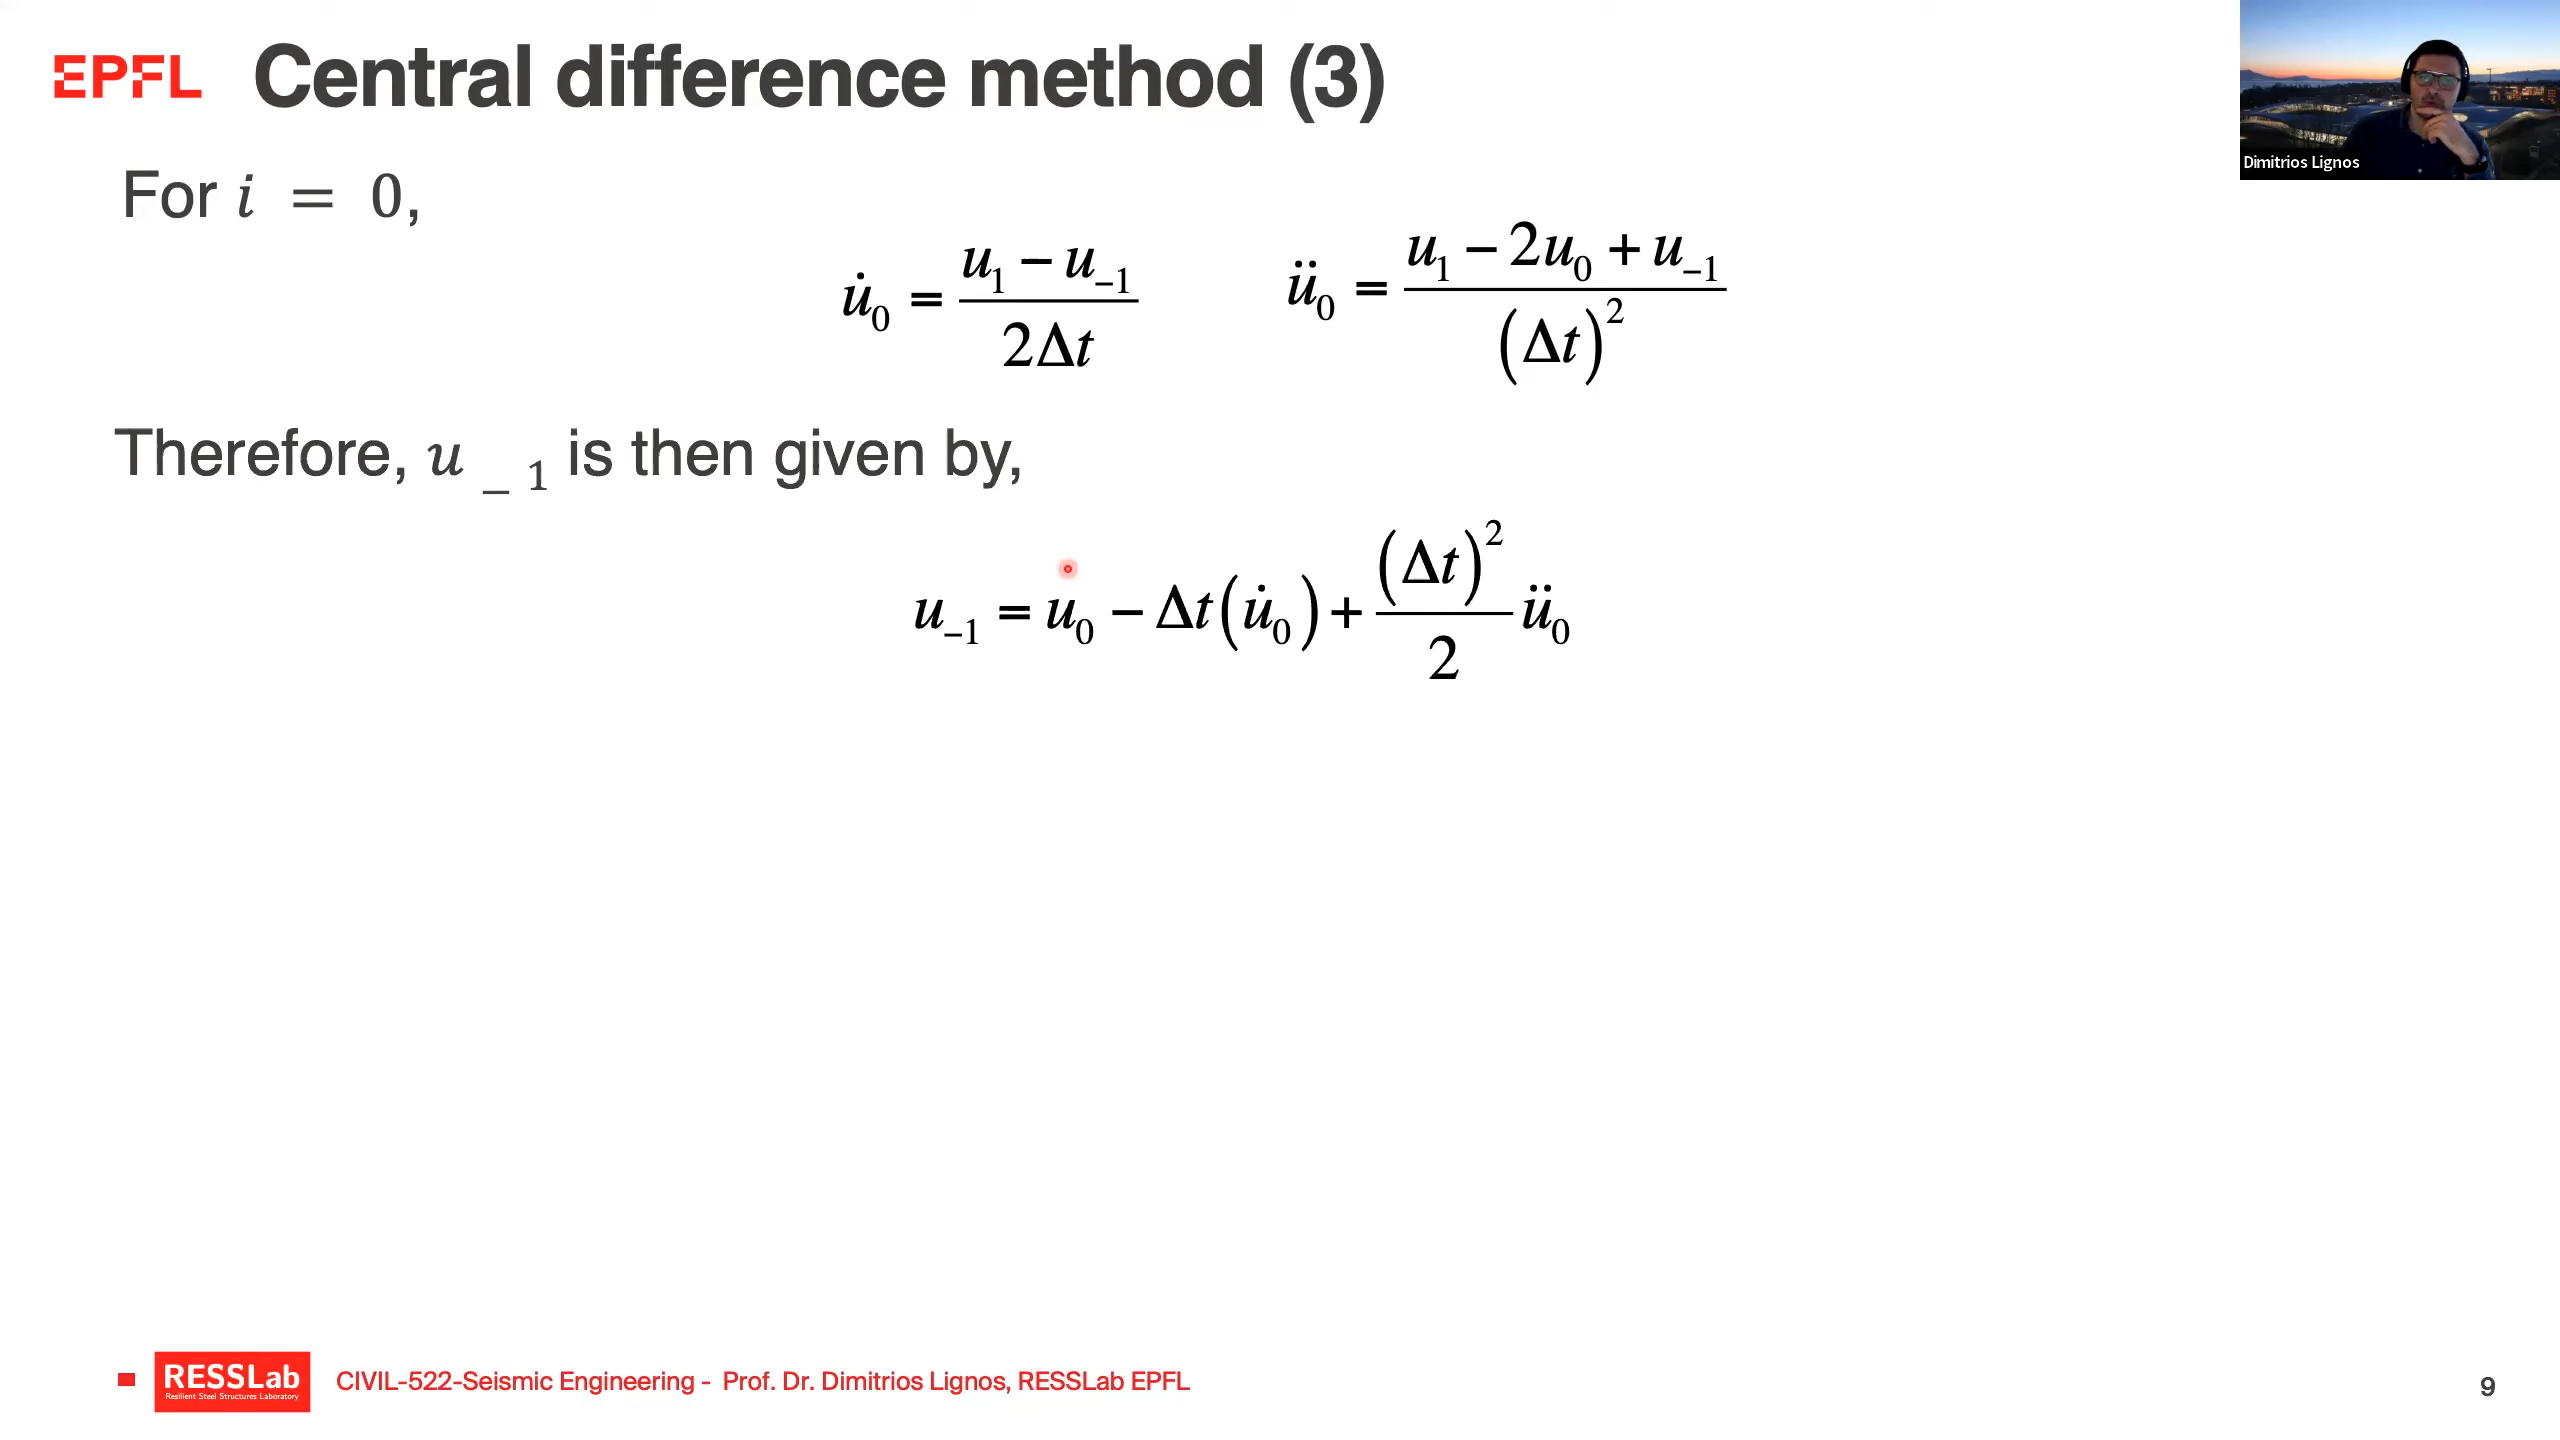 EPFL Central difference method (3)
Dimitrios Lignos
For i = 0,
u̇₀ = (u₁ − u₋₁) / (2Δt)    ü₀ = (u₁ − 2u₀ + u₋₁) / (Δt)²
Therefore, u ₋ ₁ is then given by,
u₋₁ = u₀ − Δt(u̇₀) + (Δt)² / 2 ü₀
RESSLab
Resilient Steel Structures Laboratory
CIVIL-522-Seismic Engineering - Prof. Dr. Dimitrios Lignos, RESSLab EPFL
9